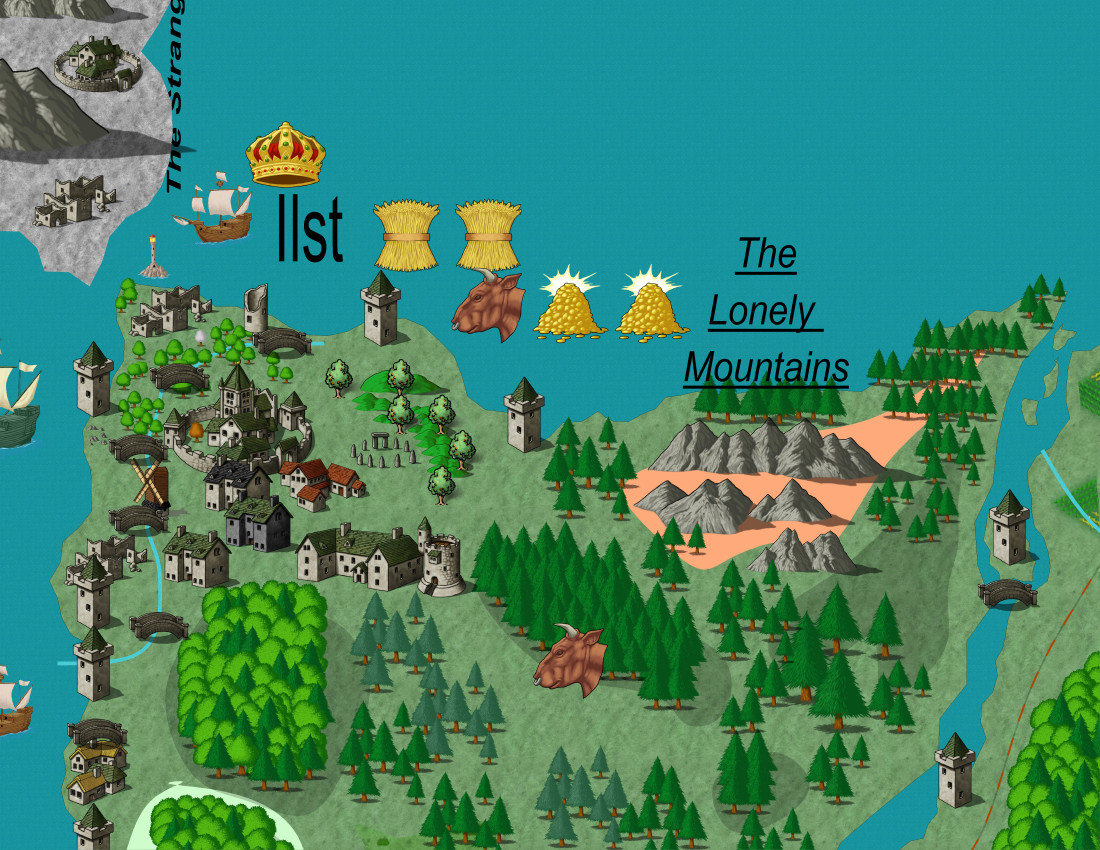 The Strang
Ilst
The
Lonely
Mountains